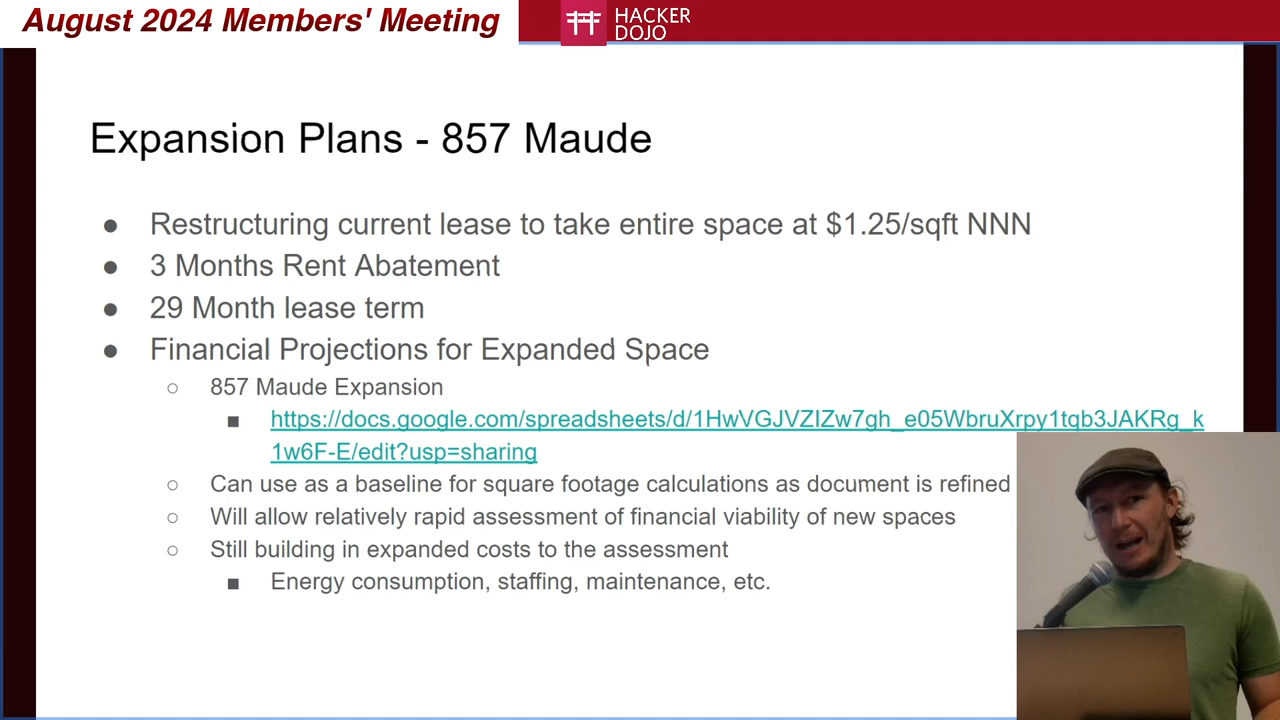 August 2024 Members' Meeting
HACKER
DOJO
Expansion Plans - 857 Maude
● Restructuring current lease to take entire space at $1.25/sqft NNN
● 3 Months Rent Abatement
● 29 Month lease term
● Financial Projections for Expanded Space
○ 857 Maude Expansion
■ https://docs.google.com/spreadsheets/d/1HwVGJVZIZw7gh_e05WbruXrpy1tqb3JAKRg_k
1w6F-E/edit?usp=sharing
○ Can use as a baseline for square footage calculations as document is refined
○ Will allow relatively rapid assessment of financial viability of new spaces
○ Still building in expanded costs to the assessment
■ Energy consumption, staffing, maintenance, etc.